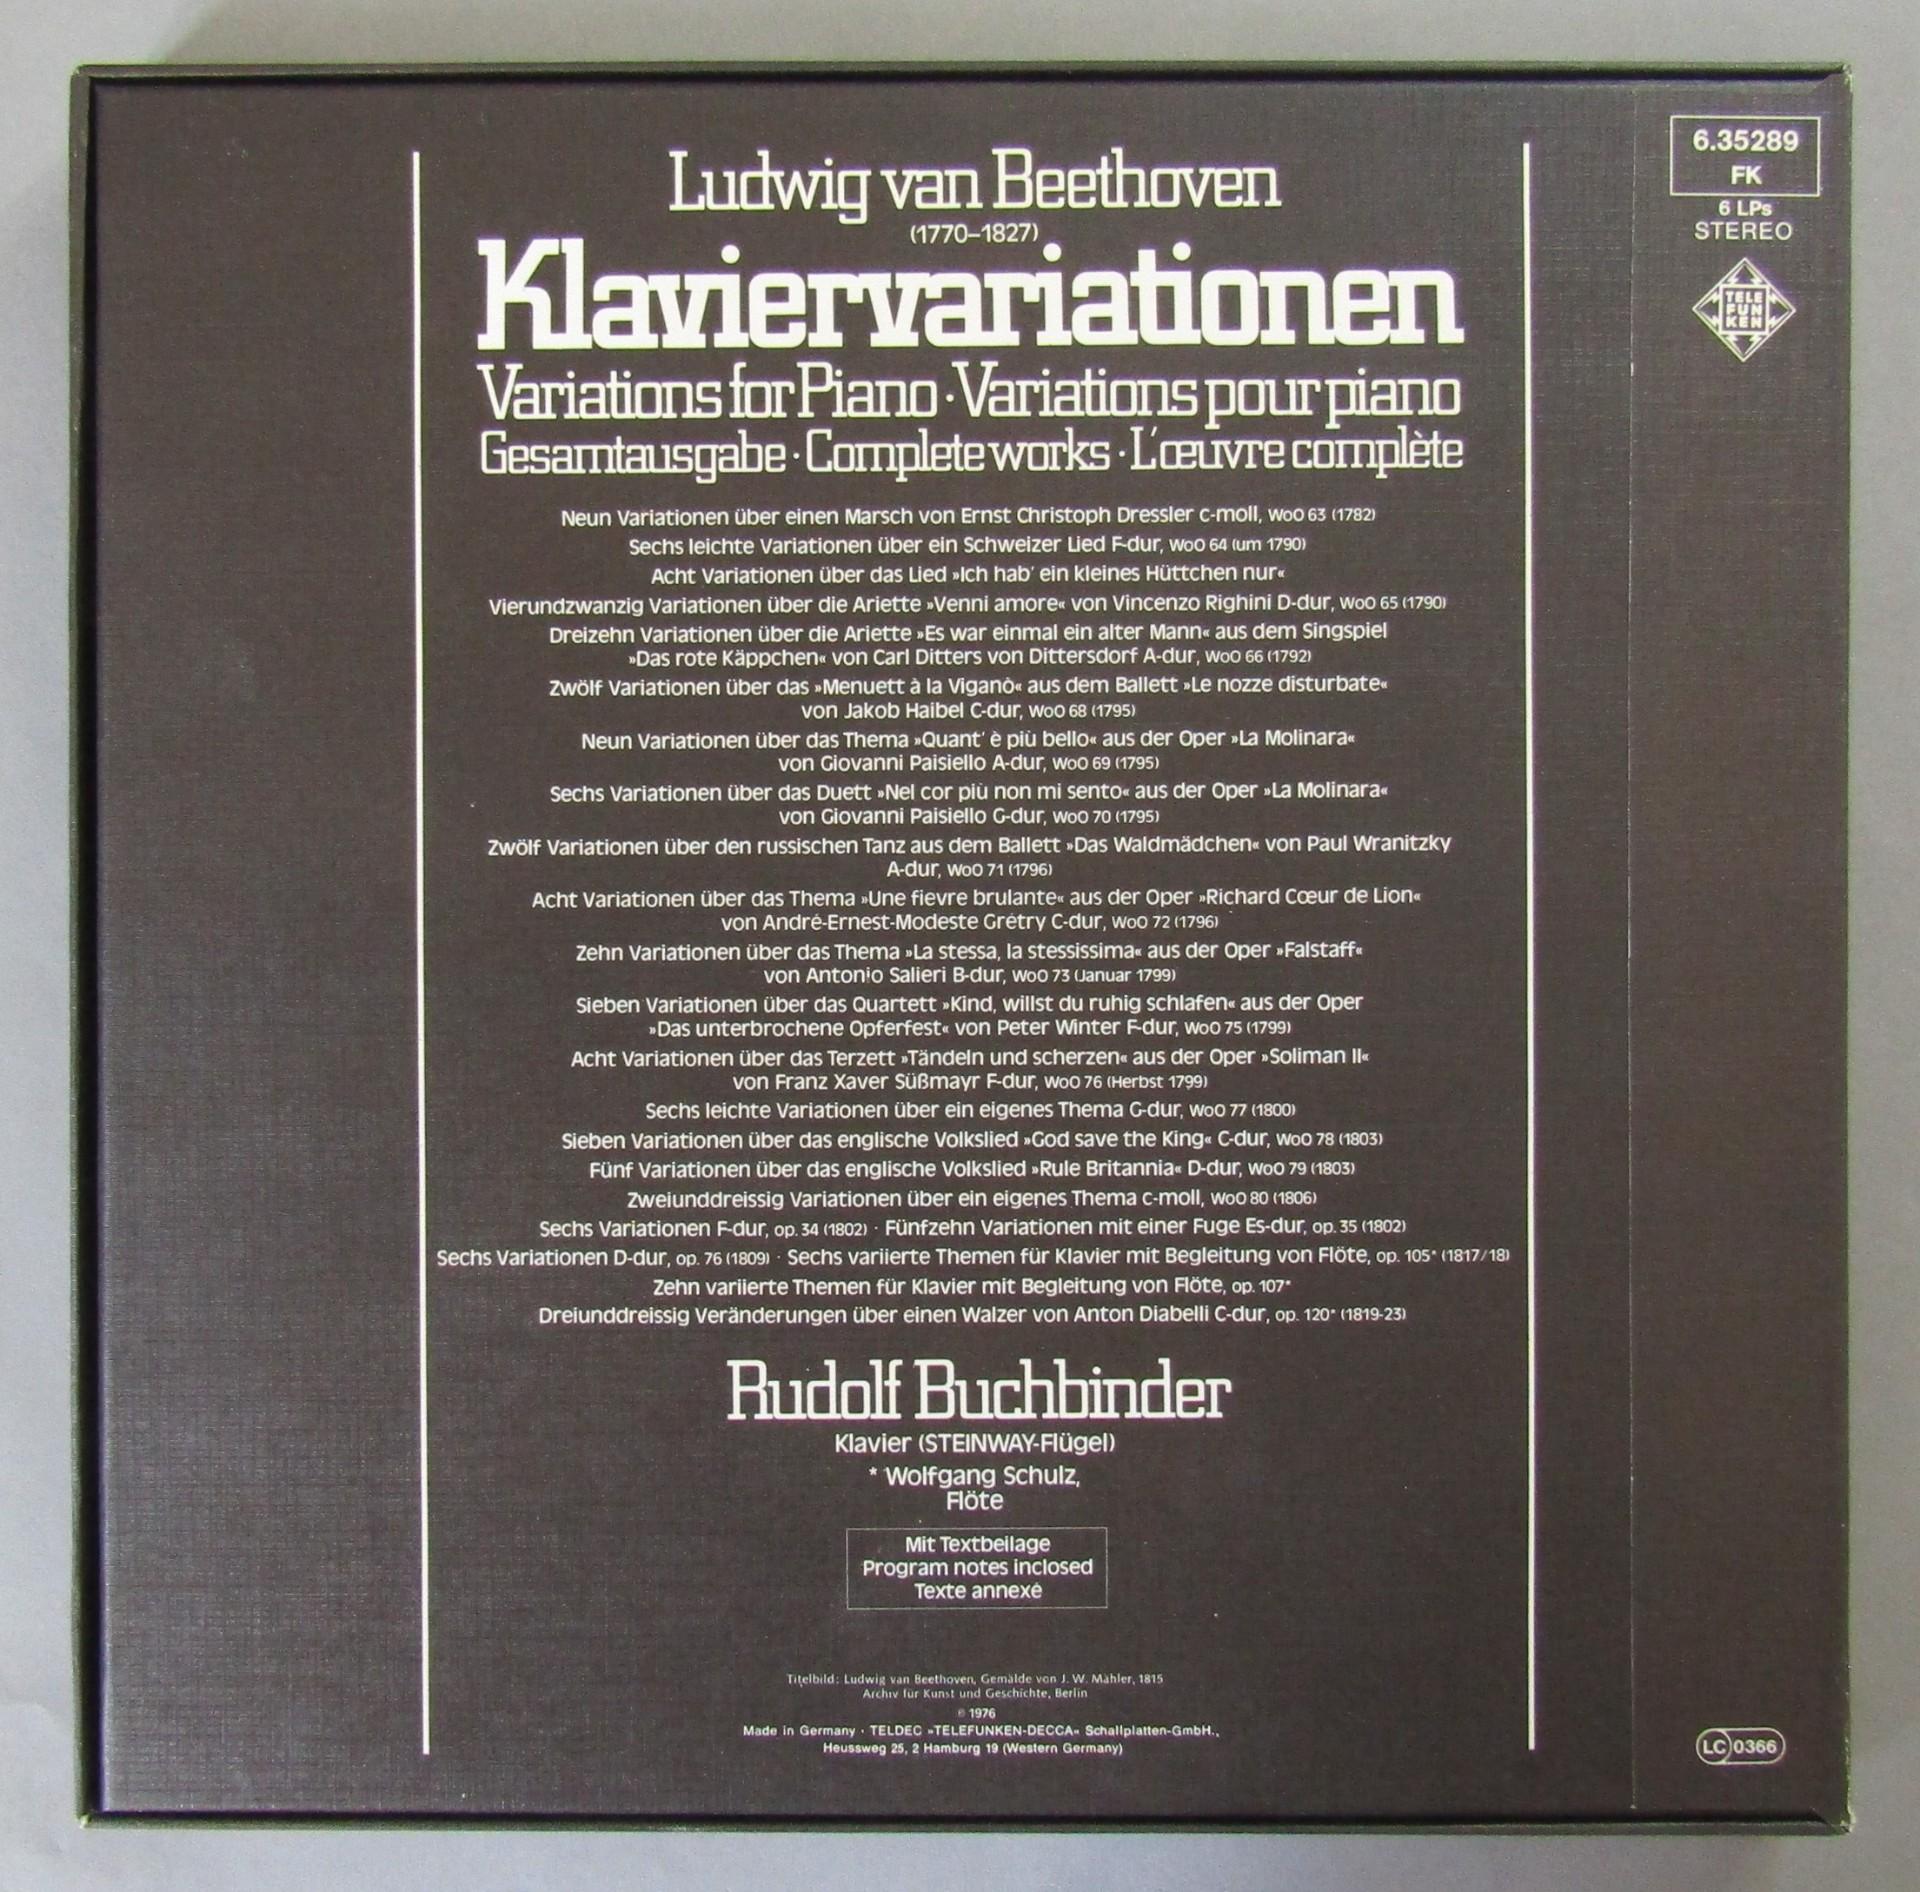 Ludwig van Beethoven
(1770–1827)
Klaviervariationen
Variations for Piano · Variations pour piano
Gesamtausgabe · Complete works · L'œuvre complète
Neun Variationen über einen Marsch von Ernst Christoph Dressler c-moll, WoO 63 (1782)
Sechs leichte Variationen über ein Schweizer Lied F-dur, WoO 64 (um 1790)
Acht Variationen über das Lied »Ich hab' ein kleines Hüttchen nur«
Vierundzwanzig Variationen über die Ariette »Venni amore« von Vincenzo Righini D-dur, WoO 65 (1790)
Dreizehn Variationen über die Ariette »Es war einmal ein alter Mann« aus dem Singspiel
»Das rote Käppchen« von Carl Ditters von Dittersdorf A-dur, WoO 66 (1792)
Zwölf Variationen über das »Menuett à la Viganò« aus dem Ballett »Le nozze disturbate«
von Jakob Haibel C-dur, WoO 68 (1795)
Neun Variationen über das Thema »Quant' è più bello« aus der Oper »La Molinara«
von Giovanni Paisiello A-dur, WoO 69 (1795)
Sechs Variationen über das Duett »Nel cor più non mi sento« aus der Oper »La Molinara«
von Giovanni Paisiello G-dur, WoO 70 (1795)
Zwölf Variationen über den russischen Tanz aus dem Ballett »Das Waldmädchen« von Paul Wranitzky
A-dur, WoO 71 (1796)
Acht Variationen über das Thema »Une fievre brulante« aus der Oper »Richard Cœur de Lion«
von André-Ernest-Modeste Grétry C-dur, WoO 72 (1796)
Zehn Variationen über das Thema »La stessa, la stessissima« aus der Oper »Falstaff«
von Antonio Salieri B-dur, WoO 73 (Januar 1799)
Sieben Variationen über das Quartett »Kind, willst du ruhig schlafen« aus der Oper
»Das unterbrochene Opferfest« von Peter Winter F-dur, WoO 75 (1799)
Acht Variationen über das Terzett »Tändeln und scherzen« aus der Oper »Soliman II«
von Franz Xaver Süßmayr F-dur, WoO 76 (Herbst 1799)
Sechs leichte Variationen über ein eigenes Thema G-dur, WoO 77 (1800)
Sieben Variationen über das englische Volkslied »God save the King« C-dur, WoO 78 (1803)
Fünf Variationen über das englische Volkslied »Rule Britannia« D-dur, WoO 79 (1803)
Zweiunddreissig Variationen über ein eigenes Thema c-moll, WoO 80 (1806)
Sechs Variationen F-dur, op. 34 (1802) · Fünfzehn Variationen mit einer Fuge Es-dur, op. 35 (1802)
Sechs Variationen D-dur, op. 76 (1809) · Sechs variierte Themen für Klavier mit Begleitung von Flöte, op. 105* (1817/18)
Zehn variierte Themen für Klavier mit Begleitung von Flöte, op. 107*
Dreiunddreissig Veränderungen über einen Walzer von Anton Diabelli C-dur, op. 120* (1819-23)
Rudolf Buchbinder
Klavier (STEINWAY-Flügel)
* Wolfgang Schulz,
Flöte
Mit Textbeilage
Program notes inclosed
Texte annexé
Titelbild: Ludwig van Beethoven, Gemälde von J. W. Mähler, 1815
Archiv für Kunst und Geschichte, Berlin
℗ 1976
Made in Germany · TELDEC »TELEFUNKEN-DECCA« Schallplatten-GmbH.,
Heussweg 25, 2 Hamburg 19 (Western Germany)
6.35289
FK
6 LPs
STEREO
TELE
FUN
KEN
LC 0366